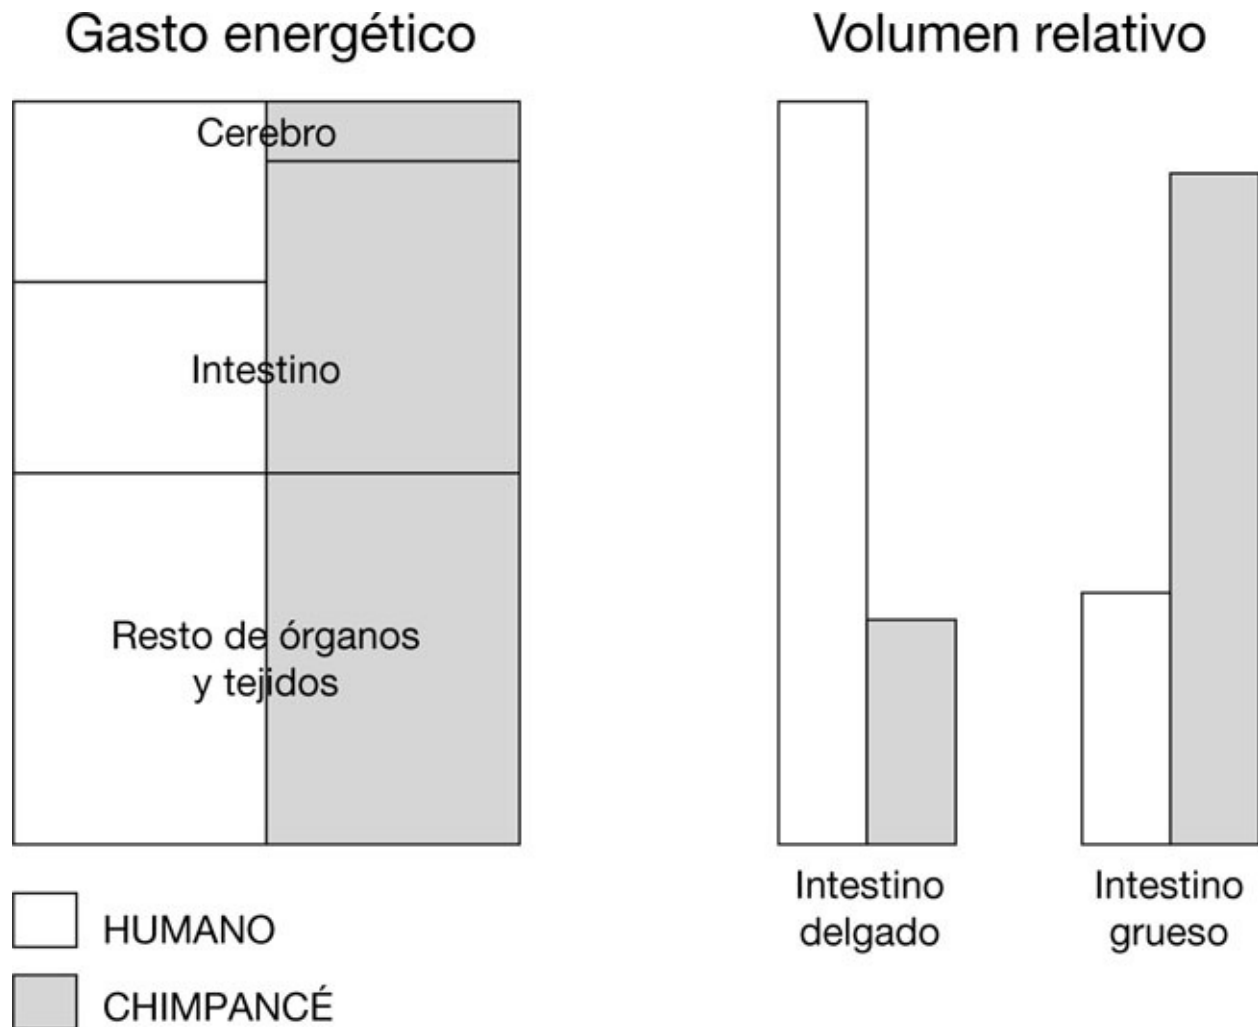 Gasto energético
Volumen relativo
Cerebro
Intestino
Resto de órganos
y tejidos
Intestino
delgado
Intestino
grueso
HUMANO
CHIMPANCÉ